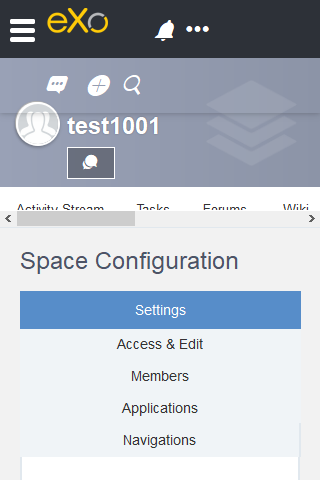 eXo
test1001
Activity Stream Tasks Forums Wiki
Space Configuration
Settings
Access & Edit
Members
Applications
Navigations